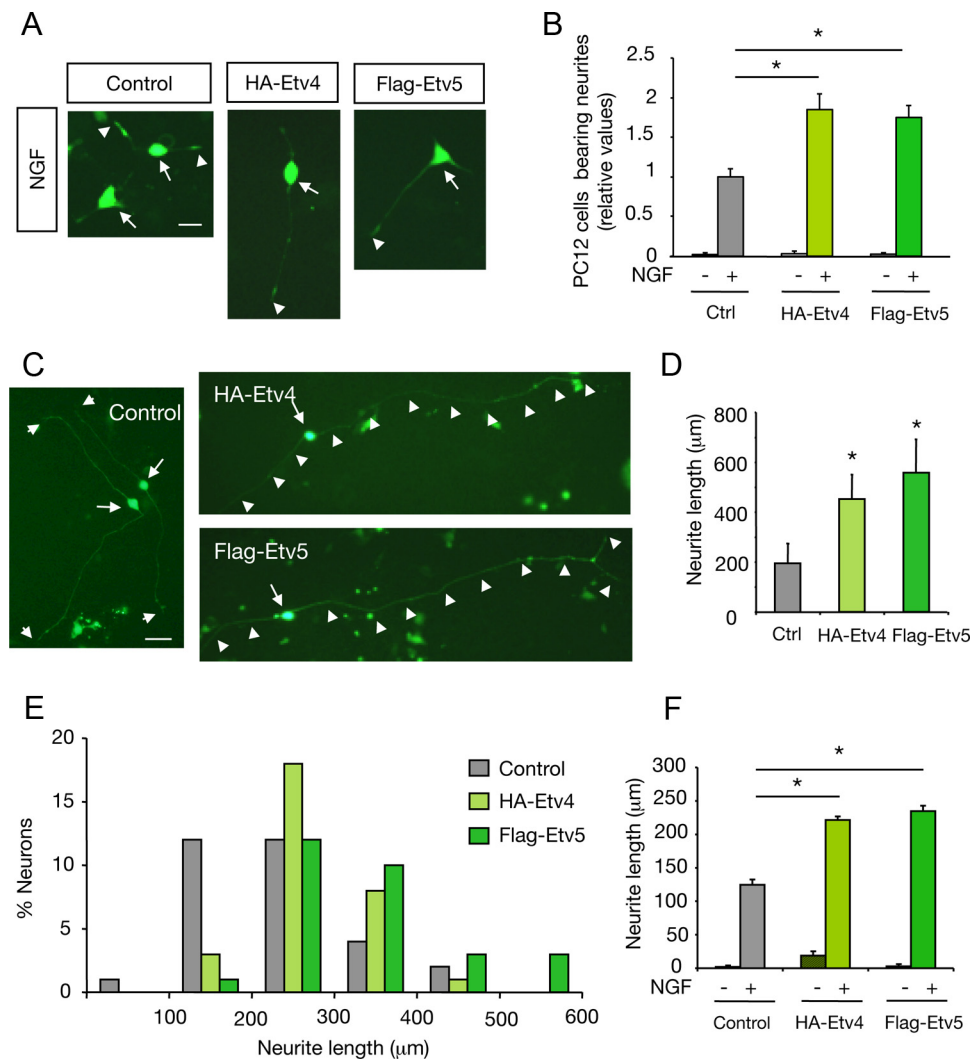 A
Control
HA-Etv4
Flag-Etv5
NGF
B
PC12 cells bearing neurites
(relative values)
2.5
2
1.5
1
0.5
0
*
*
NGF - + - + - +
Ctrl HA-Etv4 Flag-Etv5
C
Control
HA-Etv4
Flag-Etv5
D
Neurite length (μm)
800
600
400
200
0
*
*
Ctrl HA-Etv4 Flag-Etv5
E
% Neurons
20
15
10
5
0
Control
HA-Etv4
Flag-Etv5
100 200 300 400 500 600
Neurite length (μm)
F
Neurite length (μm)
300
250
200
150
100
50
0
*
*
NGF - + - + - +
Control HA-Etv4 Flag-Etv5